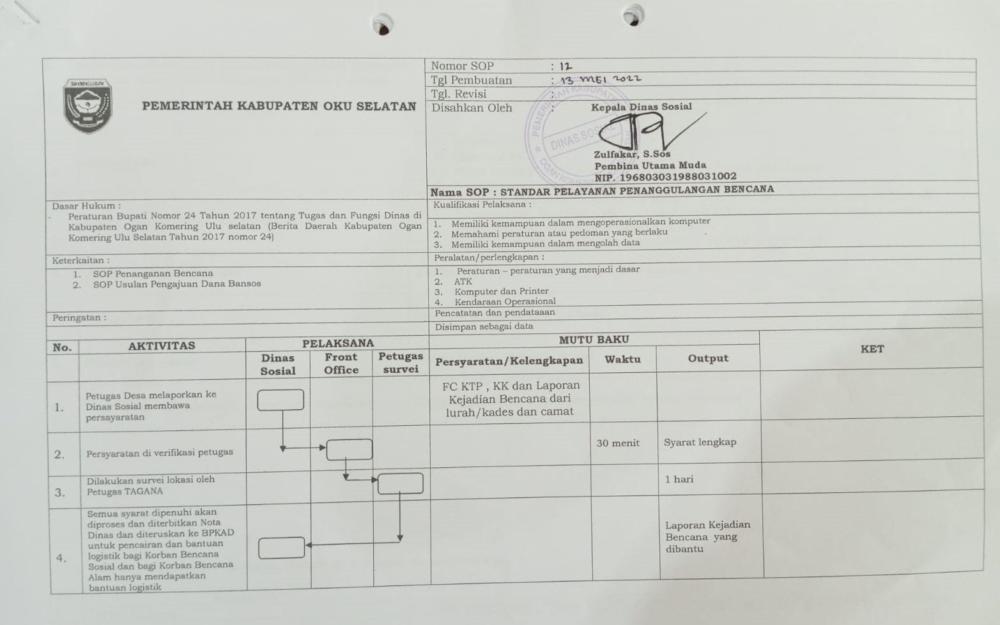 PEMERINTAH KABUPATEN OKU SELATAN
Nomor SOP : 12
Tgl Pembuatan : 13 MEI 2022
Tgl. Revisi :
Disahkan Oleh :
Kepala Dinas Sosial
PEMERINTAH KABUPATEN
DINAS SOSIAL
OGAN KOMERING
Zulfakar, S.Sos
Pembina Utama Muda
NIP. 196803031988031002
Nama SOP : STANDAR PELAYANAN PENANGGULANGAN BENCANA
Dasar Hukum :
- Peraturan Bupati Nomor 24 Tahun 2017 tentang Tugas dan Fungsi Dinas di
Kabupaten Ogan Komering Ulu selatan (Berita Daerah Kabupaten Ogan
Komering Ulu Selatan Tahun 2017 nomor 24)
Kualifikasi Pelaksana :
1. Memiliki kemampuan dalam mengoperasionalkan komputer
2. Memahami peraturan atau pedoman yang berlaku
3. Memiliki kemampuan dalam mengolah data
Keterkaitan :
1. SOP Penanganan Bencana
2. SOP Usulan Pengajuan Dana Bansos
Peralatan/perlengkapan :
1. Peraturan – peraturan yang menjadi dasar
2. ATK
3. Komputer dan Printer
4. Kendaraan Operasional
Peringatan :
Pencatatan dan pendataaan
Disimpan sebagai data
No. AKTIVITAS PELAKSANA MUTU BAKU KET
Dinas Sosial Front Office Petugas survei Persyaratan/Kelengkapan Waktu Output
1. Petugas Desa melaporkan ke
Dinas Sosial membawa
persayaratan
FC KTP , KK dan Laporan
Kejadian Bencana dari
lurah/kades dan camat
2. Persyaratan di verifikasi petugas 30 menit Syarat lengkap
3. Dilakukan survei lokasi oleh
Petugas TAGANA
1 hari
4. Semua syarat dipenuhi akan
diproses dan diterbitkan Nota
Dinas dan diteruskan ke BPKAD
untuk pencairan dan bantuan
logistik bagi Korban Bencana
Sosial dan bagi Korban Bencana
Alam hanya mendapatkan
bantuan logistik
Laporan Kejadian
Bencana yang
dibantu